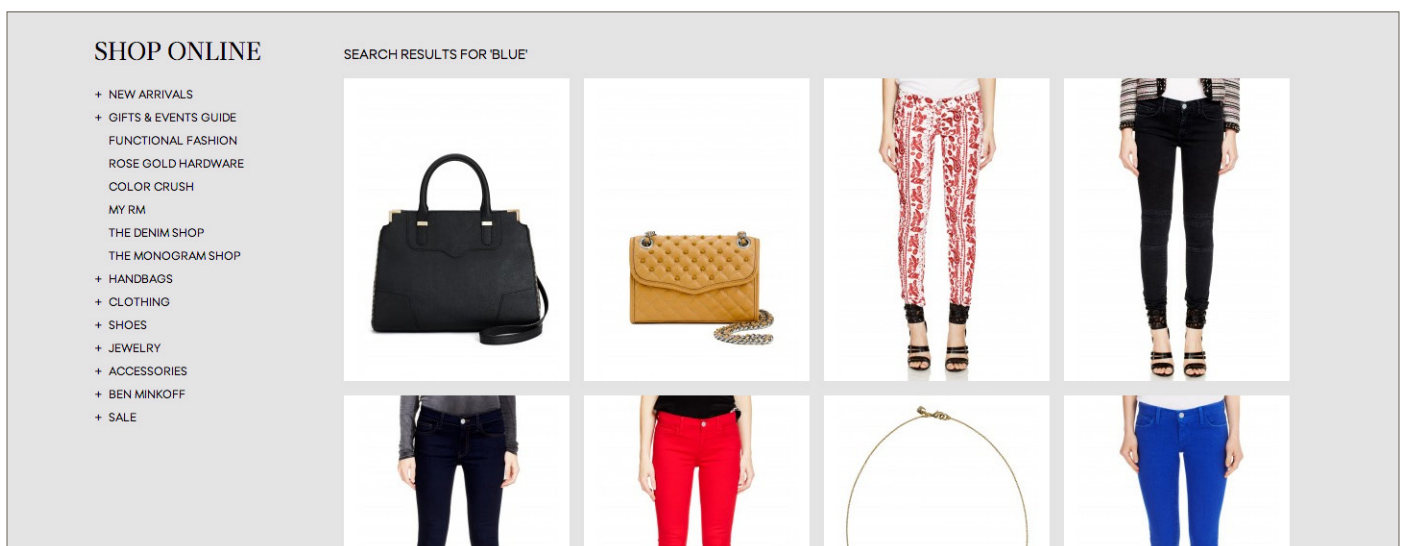 SHOP ONLINE
+ NEW ARRIVALS
+ GIFTS & EVENTS GUIDE
FUNCTIONAL FASHION
ROSE GOLD HARDWARE
COLOR CRUSH
MY RM
THE DENIM SHOP
THE MONOGRAM SHOP
+ HANDBAGS
+ CLOTHING
+ SHOES
+ JEWELRY
+ ACCESSORIES
+ BEN MINKOFF
+ SALE
SEARCH RESULTS FOR 'BLUE'